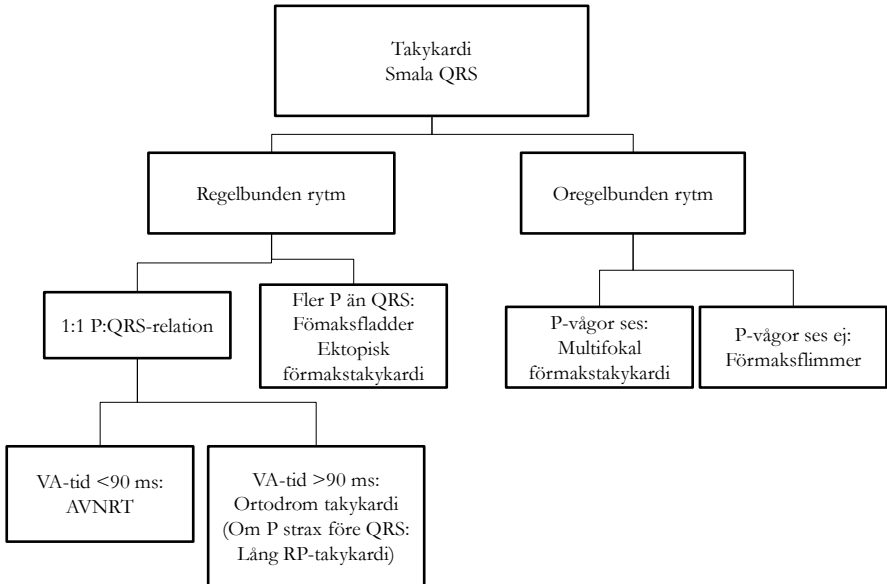 Takykardi
Smala QRS
Regelbunden rytm
Oregelbunden rytm
1:1 P:QRS-relation
Fler P än QRS:
Fömaksfladder
Ektopisk
förmakstakykardi
P-vågor ses:
Multifokal
förmakstakykardi
P-vågor ses ej:
Förmaksflimmer
VA-tid <90 ms:
AVNRT
VA-tid >90 ms:
Ortodrom takykardi
(Om P strax före QRS:
Lång RP-takykardi)